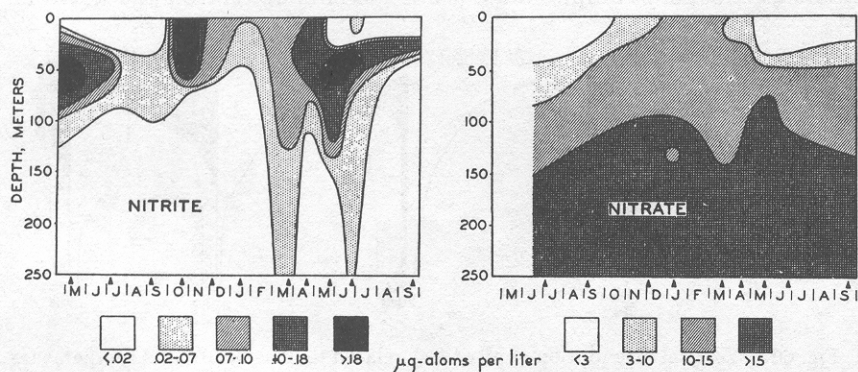 0
50
100
150
200
250
DEPTH, METERS
NITRITE
|M|J|J|A|S|O|N|D|J|F|M|A|M|J|J|A|S|
<.02 .02-.07 .07-.10 .10-.18 >.18
µg-atoms per liter
0
50
100
150
200
250
NITRATE
|M|J|J|A|S|O|N|D|J|F|M|A|M|J|J|A|S|
<3 3-10 10-15 >15